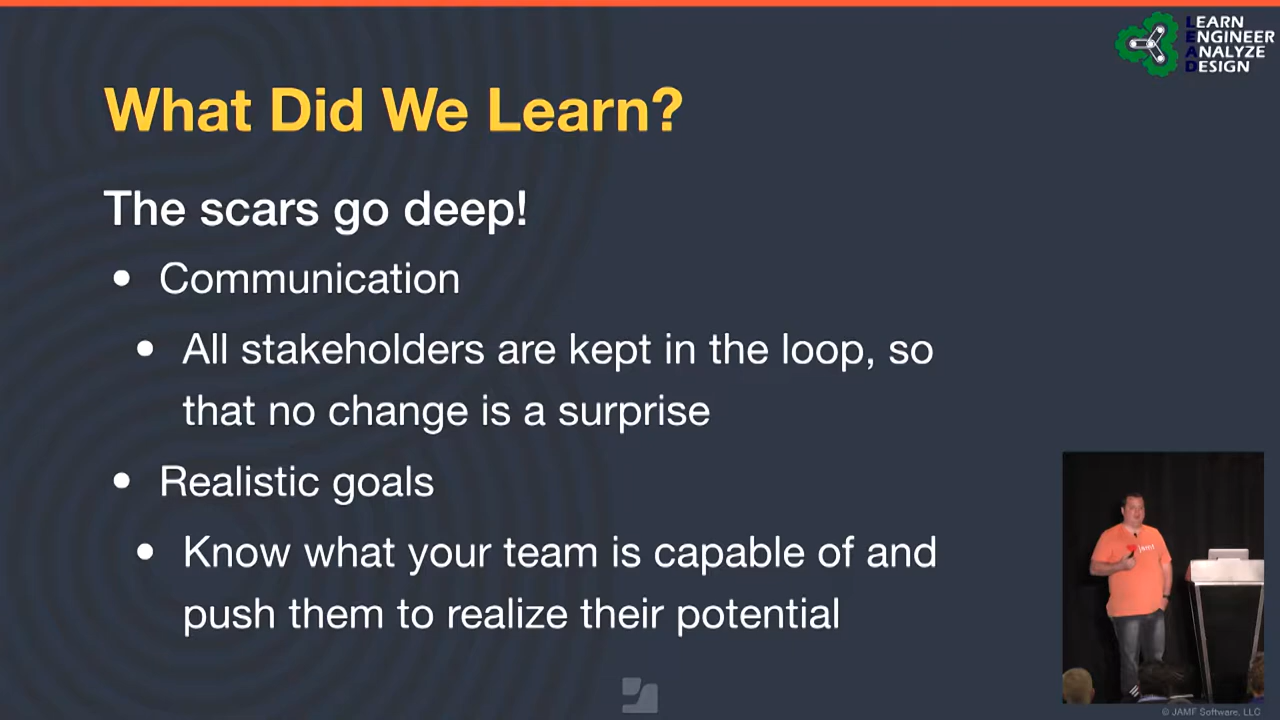 LEARN
ENGINEER
ANALYZE
DESIGN
What Did We Learn?
The scars go deep!
• Communication
• All stakeholders are kept in the loop, so
that no change is a surprise
• Realistic goals
• Know what your team is capable of and
push them to realize their potential
jamf
© JAMF Software, LLC